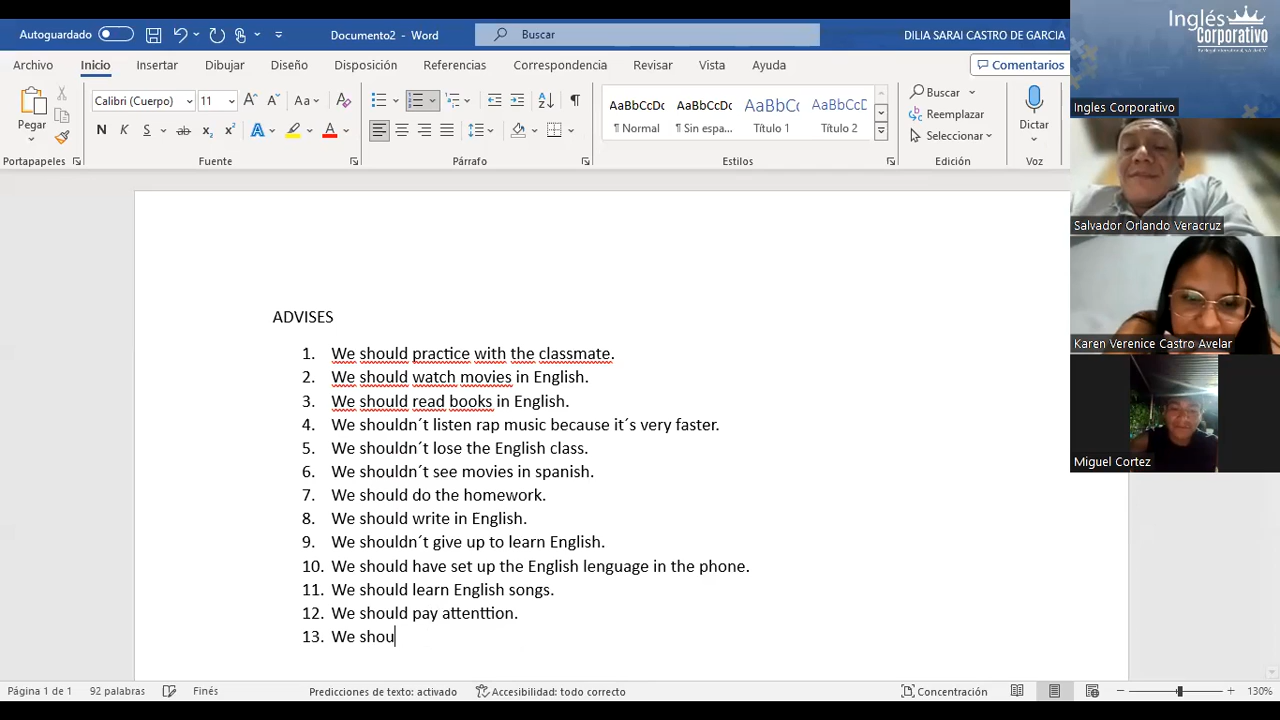 Autoguardado
Documento2 - Word
Buscar
DILIA SARAI CASTRO DE GARCIA
Archivo Inicio Insertar Dibujar Diseño Disposición Referencias Correspondencia Revisar Vista Ayuda
Comentarios
Pegar
Calibri (Cuerpo) 11
N K S ab x₂ x² A A
AaBbCcDc AaBbCcDc AaBbCc AaBbCcD
¶ Normal ¶ Sin espa... Título 1 Título 2
Buscar
Reemplazar
Seleccionar
Dictar
Portapapeles Fuente Párrafo Estilos Edición Voz
ADVISES
1. We should practice with the classmate.
2. We should watch movies in English.
3. We should read books in English.
4. We shouldn´t listen rap music because it´s very faster.
5. We shouldn´t lose the English class.
6. We shouldn´t see movies in spanish.
7. We should do the homework.
8. We should write in English.
9. We shouldn´t give up to learn English.
10. We should have set up the English lenguage in the phone.
11. We should learn English songs.
12. We should pay attenttion.
13. We shou
Página 1 de 1 92 palabras Finés Predicciones de texto: activado Accesibilidad: todo correcto Concentración 130%
Inglés
Corporativo
Ingles Corporativo
Salvador Orlando Veracruz
Karen Verenice Castro Avelar
Miguel Cortez